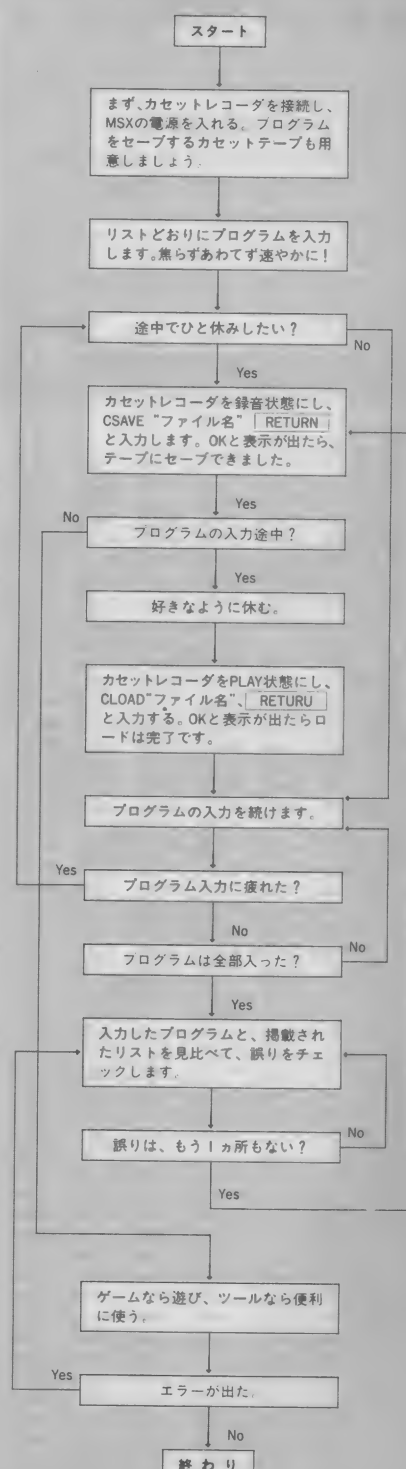 スタート
まず、カセットレコーダを接続し、
MSXの電源を入れる。プログラム
をセーブするカセットテープも用
意しましょう.
リストどおりにプログラムを入力
します。焦らずあわてず速やかに！
途中でひと休みしたい？
No
Yes
カセットレコーダを録音状態にし、
CSAVE "ファイル名" RETURN
と入力します。OKと表示が出たら、
テープにセーブできました。
Yes
No
プログラムの入力途中？
Yes
好きなように休む。
カセットレコーダをPLAY状態にし、
CLOAD"ファイル名"、RETURU
と入力する。OKと表示が出たらロ
ードは完了です。
プログラムの入力を続けます。
Yes
プログラム入力に疲れた？
No
プログラムは全部入った？
No
Yes
入力したプログラムと、掲載され
たリストを見比べて、誤りをチェ
ックします.
誤りは、もう1ヵ所もない？
No
Yes
ゲームなら遊び、ツールなら便利
に使う.
Yes
エラーが出た.
No
終わり